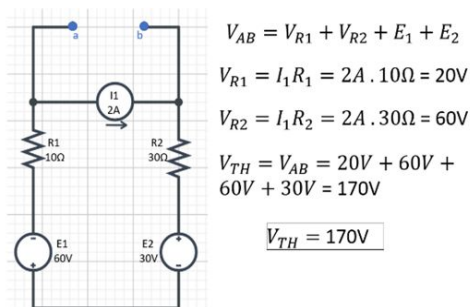 a b
I1
2A
R1
10Ω
R2
30Ω
E1
60V
E2
30V
V_AB = V_R1 + V_R2 + E_1 + E_2
V_R1 = I_1R_1 = 2A . 10Ω = 20V
V_R2 = I_1R_2 = 2A . 30Ω = 60V
V_TH = V_AB = 20V + 60V +
60V + 30V = 170V
V_TH = 170V